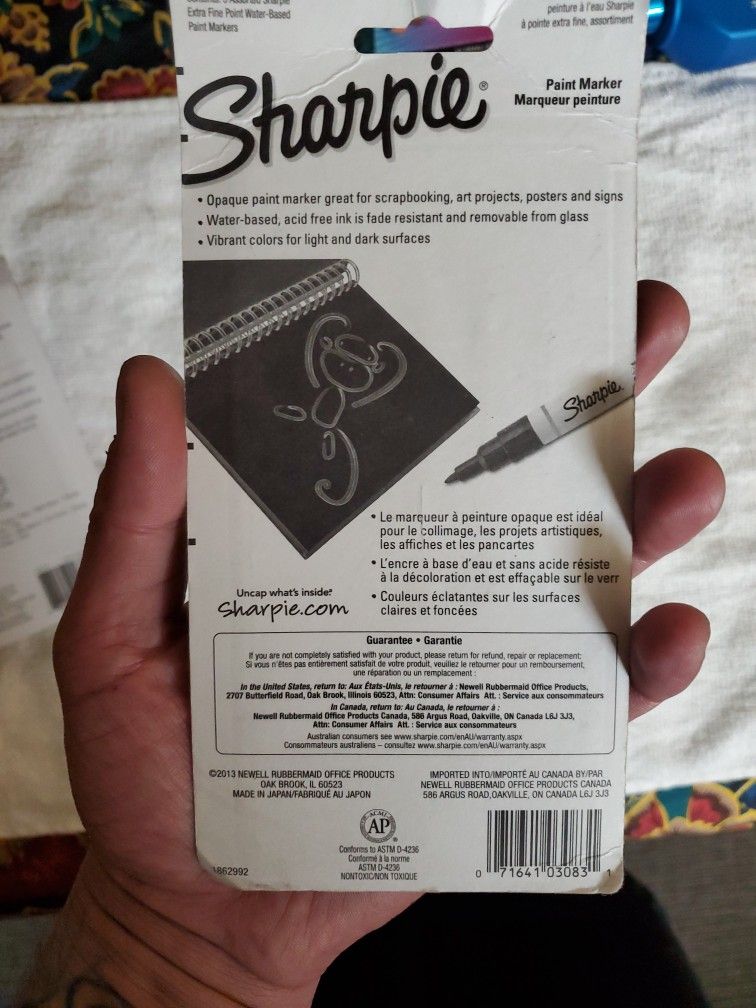 Extra Fine Point Water-Based
Paint Markers
peinture à l'eau Sharpie
à pointe extra fine, assortiment
Sharpie®
Paint Marker
Marqueur peinture
• Opaque paint marker great for scrapbooking, art projects, posters and signs
• Water-based, acid free ink is fade resistant and removable from glass
• Vibrant colors for light and dark surfaces
Sharpie
• Le marqueur à peinture opaque est idéal
pour le collimage, les projets artistiques,
les affiches et les pancartes
• L'encre à base d'eau et sans acide résiste
à la décoloration et est effaçable sur le verr
• Couleurs éclatantes sur les surfaces
claires et foncées
Uncap what's inside?
Sharpie.com
Guarantee • Garantie
If you are not completely satisfied with your product, please return for refund, repair or replacement:
Si vous n'êtes pas entièrement satisfait de votre produit, veuillez le retourner pour un remboursement,
une réparation ou un remplacement :
In the United States, return to: Aux États-Unis, le retourner à : Newell Rubbermaid Office Products,
2707 Butterfield Road, Oak Brook, Illinois 60523, Attn: Consumer Affairs Att. : Service aux consommateurs
In Canada, return to: Au Canada, le retourner à :
Newell Rubbermaid Office Products Canada, 586 Argus Road, Oakville, ON Canada L6J 3J3,
Attn: Consumer Affairs Att. : Service aux consommateurs
Australian consumers see www.sharpie.com/enAU/warranty.aspx
Consommateurs australiens – consultez www.sharpie.com/enAU/warranty.aspx
©2013 NEWELL RUBBERMAID OFFICE PRODUCTS
OAK BROOK, IL 60523
MADE IN JAPAN/FABRIQUÉ AU JAPON
IMPORTED INTO/IMPORTÉ AU CANADA BY/PAR
NEWELL RUBBERMAID OFFICE PRODUCTS CANADA
586 ARGUS ROAD, OAKVILLE, ON CANADA L6J 3J3
ACMI
AP
Conforms to ASTM D-4236
Conformé à la norme
ASTM D-4236
NONTOXIC/NON TOXIQUE
1862992
0 71641 03083 1